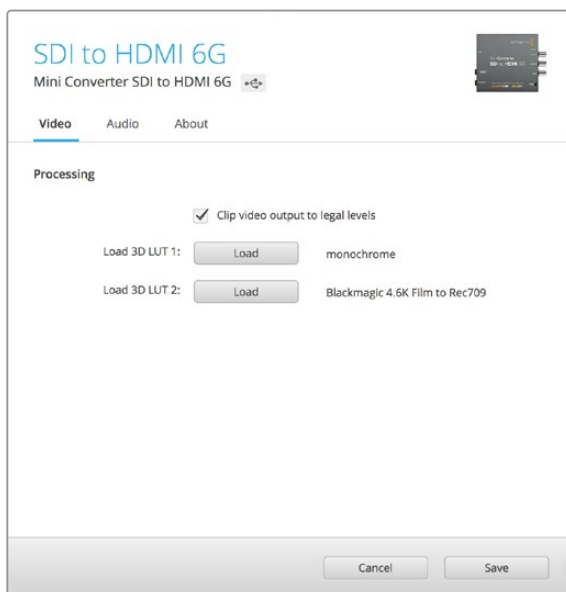 SDI to HDMI 6G
Mini Converter SDI to HDMI 6G
Video Audio About
Processing
Clip video output to legal levels
Load 3D LUT 1: Load monochrome
Load 3D LUT 2: Load Blackmagic 4.6K Film to Rec709
Cancel Save